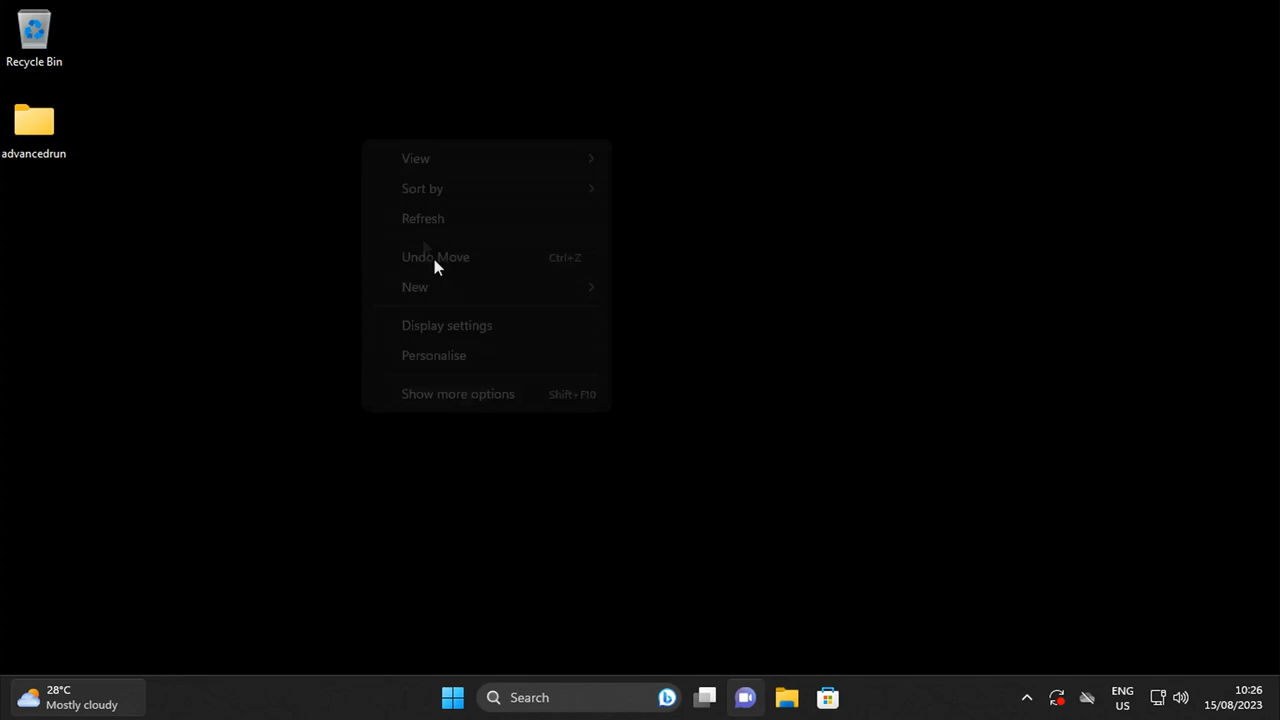 Recycle Bin
advancedrun
View
Sort by
Refresh
Undo Move Ctrl+Z
New
Display settings
Personalise
Show more options Shift+F10
28°C
Mostly cloudy
Search
ENG
US
10:26
15/08/2023